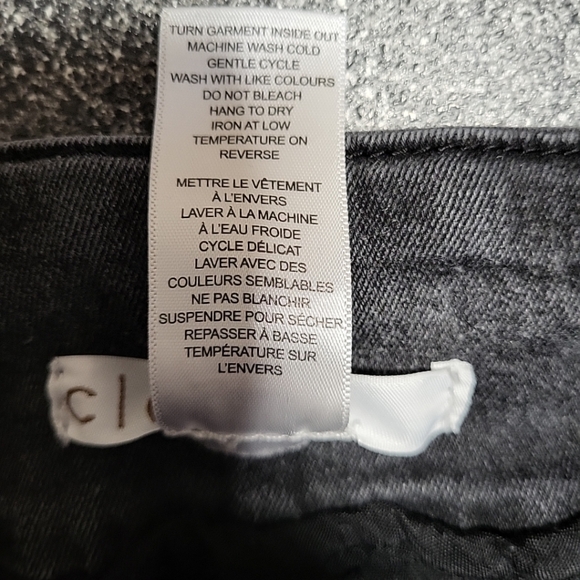 TURN GARMENT INSIDE OUT
MACHINE WASH COLD
GENTLE CYCLE
WASH WITH LIKE COLOURS
DO NOT BLEACH
HANG TO DRY
IRON AT LOW
TEMPERATURE ON
REVERSE
METTRE LE VÊTEMENT
À L'ENVERS
LAVER À LA MACHINE
À L'EAU FROIDE
CYCLE DÉLICAT
LAVER AVEC DES
COULEURS SEMBLABLES
NE PAS BLANCHIR
SUSPENDRE POUR SÉCHER
REPASSER À BASSE
TEMPÉRATURE SUR
L'ENVERS